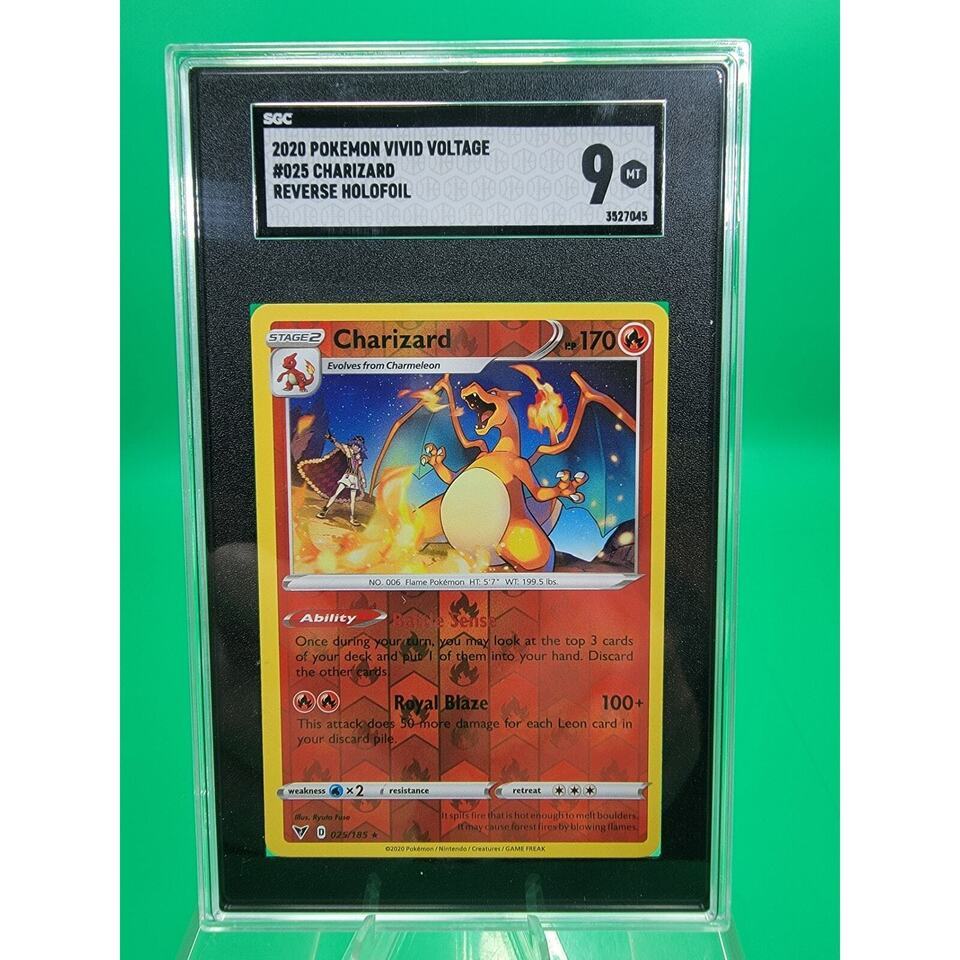 SGC
2020 POKEMON VIVID VOLTAGE
#025 CHARIZARD
REVERSE HOLOFOIL
9 MT
3527045
STAGE2 Charizard HP170
Evolves from Charmeleon
NO. 006 Flame Pokémon HT: 5'7" WT: 199.5 lbs.
Ability Battle Sense
Once during your turn, you may look at the top 3 cards
of your deck and put 1 of them into your hand. Discard
the other cards.
Royal Blaze 100+
This attack does 50 more damage for each Leon card in
your discard pile.
weakness ×2 resistance retreat
Illus. Ryuta Fuse
It spits fire that is hot enough to melt boulders.
It may cause forest fires by blowing flames.
D 025/185 ★
©2020 Pokémon / Nintendo / Creatures / GAME FREAK